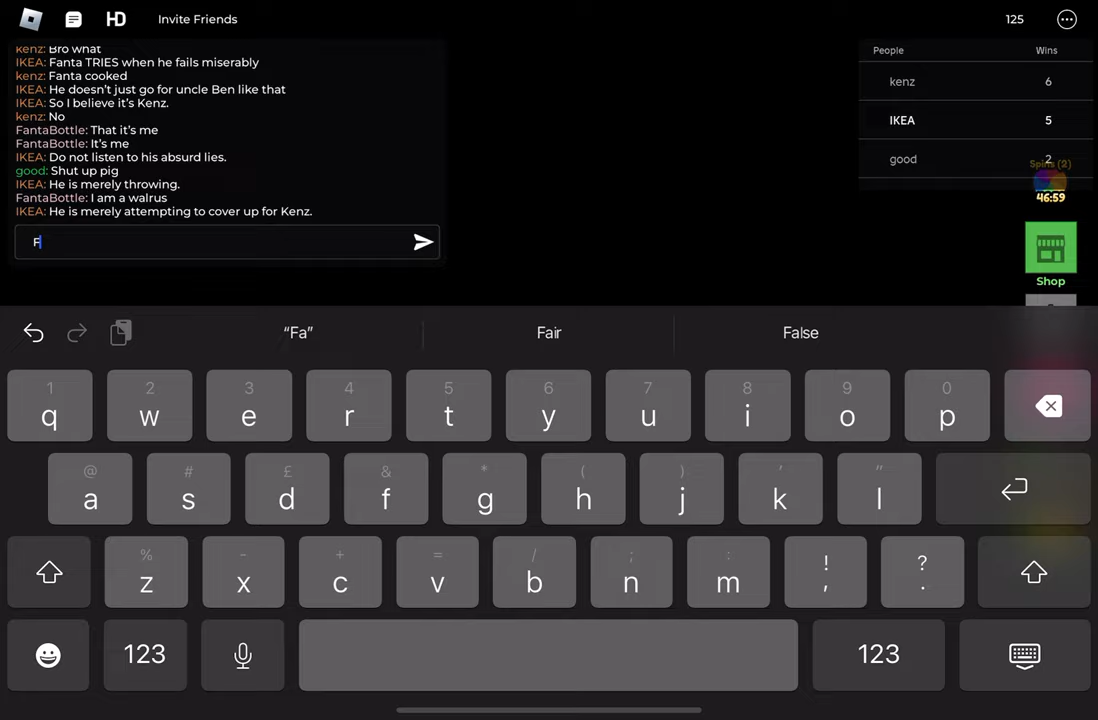 HD Invite Friends 125
kenz: Bro what
IKEA: Fanta TRIES when he fails miserably
kenz: Fanta cooked
IKEA: He doesn't just go for uncle Ben like that
IKEA: So I believe it's Kenz.
kenz: No
FantaBottle: That it's me
FantaBottle: It's me
IKEA: Do not listen to his absurd lies.
good: Shut up pig
IKEA: He is merely throwing.
FantaBottle: I am a walrus
IKEA: He is merely attempting to cover up for Kenz.
F
People Wins
kenz 6
IKEA 5
good 2
Spins (2)
46:59
Shop
“Fa” Fair False
1 2 3 4 5 6 7 8 9 0
q w e r t y u i o p
@ # £ & * ( ) ' "
a s d f g h j k l
% - + = / ; : ! ?
z x c v b n m , .
123 123